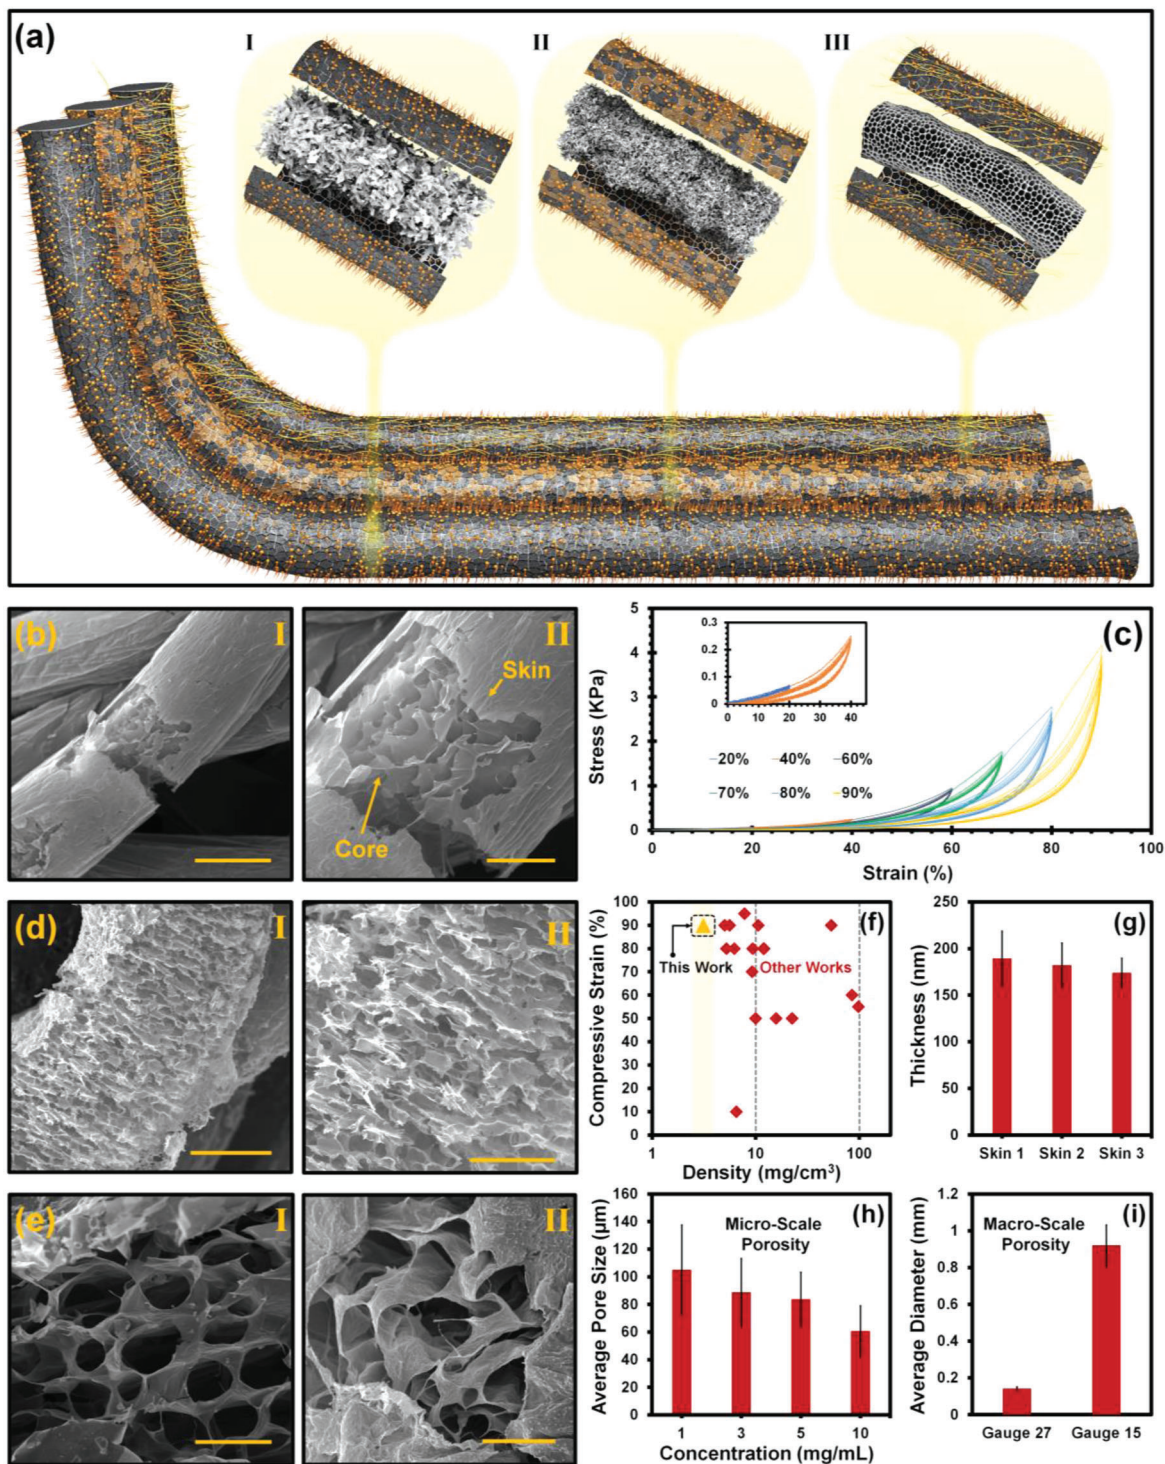 (a)
I
II
III
(b)
I
II
Skin
Core
(c)
Stress (KPa)
5
4
3
2
1
0
0.3
0.2
0.1
0
0 10 20 30 40
20% 40% 60%
70% 80% 90%
0 20 40 60 80 100
Strain (%)
(d)
I
II
(f)
Compressive Strain (%)
100
90
80
70
60
50
40
30
20
10
0
This Work
Other Works
1 10 100
Density (mg/cm³)
(g)
Thickness (nm)
250
200
150
100
50
0
Skin 1 Skin 2 Skin 3
(e)
I
II
(h)
Average Pore Size (µm)
160
140
120
100
80
60
40
20
0
Micro-Scale
Porosity
1 3 5 10
Concentration (mg/mL)
(i)
Average Diameter (mm)
1.2
1
0.8
0.6
0.4
0.2
0
Macro-Scale
Porosity
Gauge 27 Gauge 15